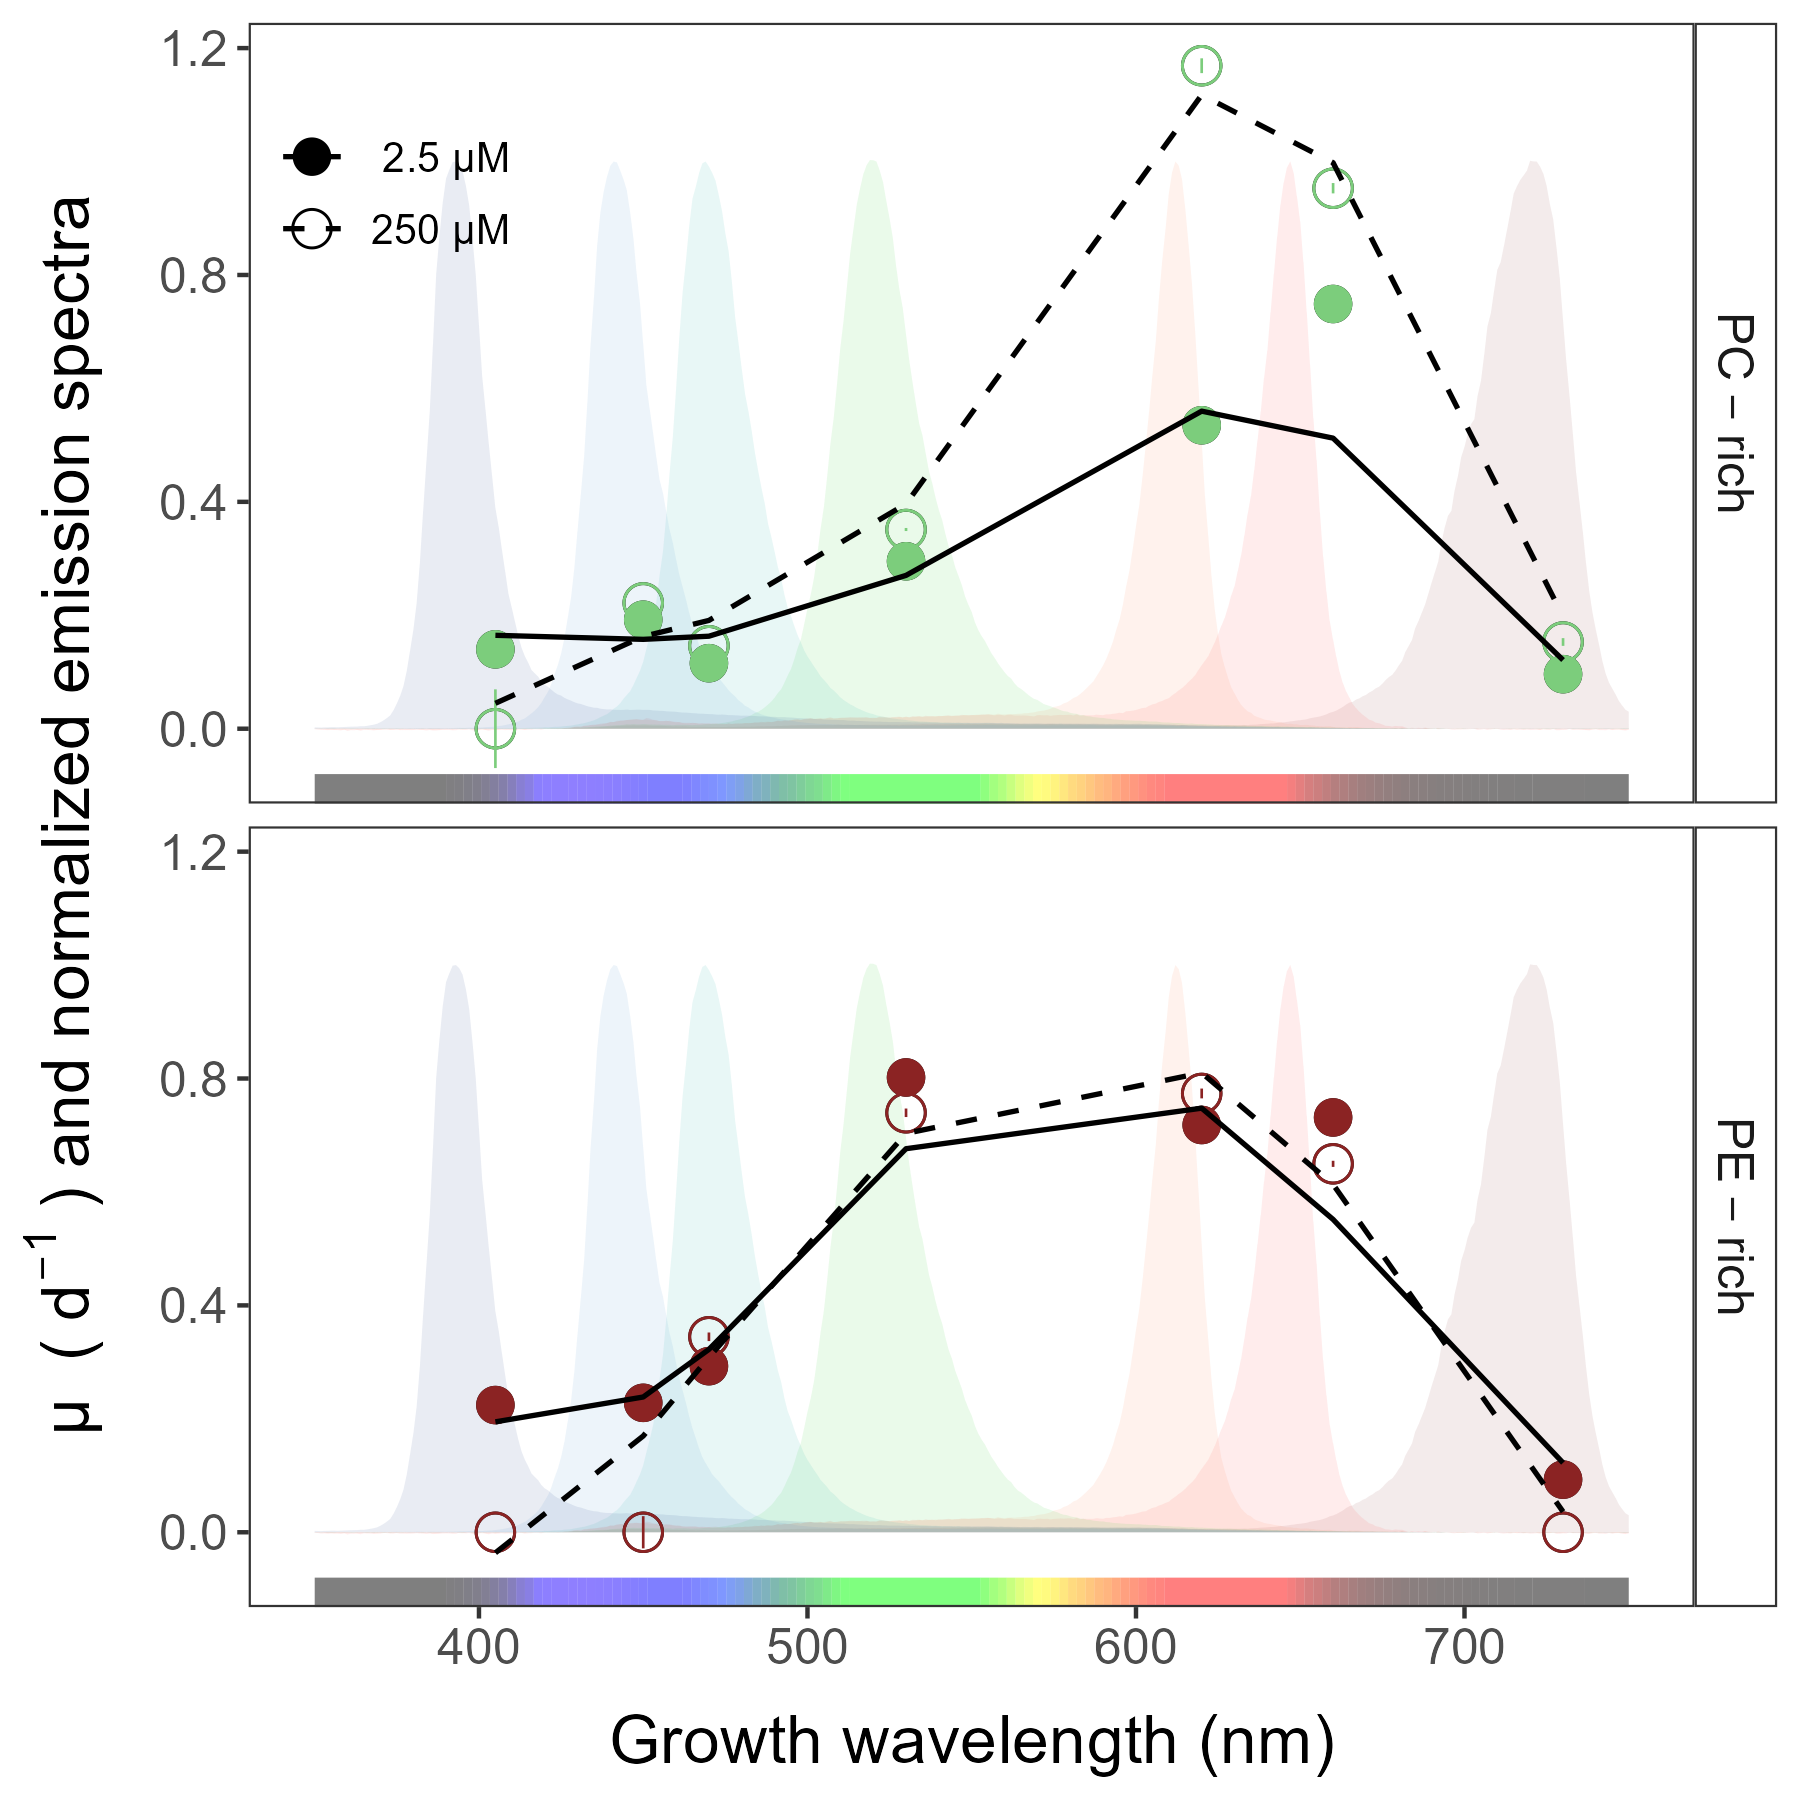 μ ( d⁻¹ ) and normalized emission spectra
1.2
0.8
0.4
0.0
2.5 μM
250 μM
PC – rich
1.2
0.8
0.4
0.0
PE – rich
400 500 600 700
Growth wavelength (nm)